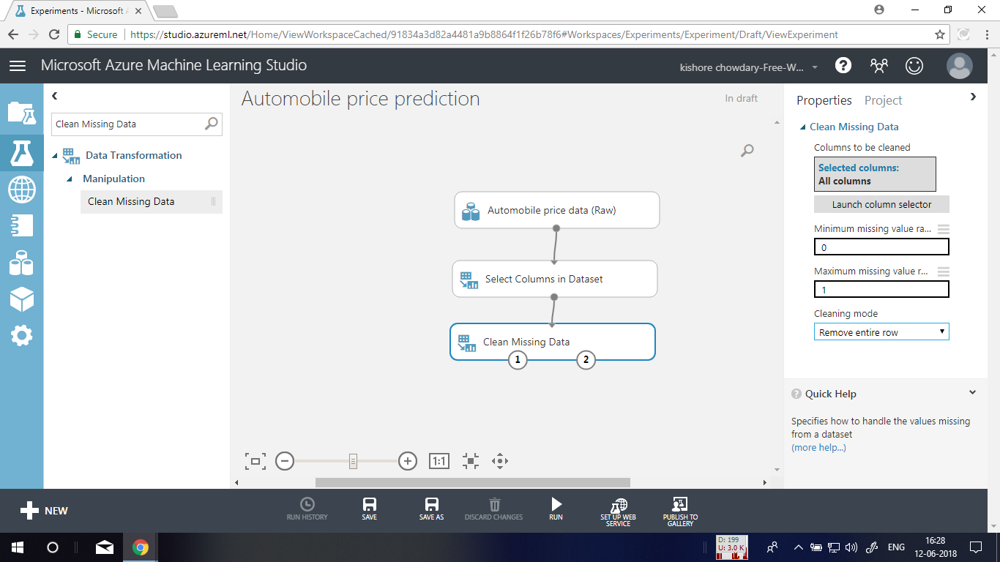 Experiments - Microsoft A
Secure
https://studio.azureml.net/Home/ViewWorkspaceCached/91834a3d82a4481a9b8864f1f26b78f6#Workspaces/Experiments/Experiment/Draft/ViewExperiment
Microsoft Azure Machine Learning Studio
kishore chowdary-Free-W...
Clean Missing Data
Data Transformation
Manipulation
Clean Missing Data
Automobile price prediction
In draft
Automobile price data (Raw)
Select Columns in Dataset
Clean Missing Data
1
2
1:1
Properties
Project
Clean Missing Data
Columns to be cleaned
Selected columns:
All columns
Launch column selector
Minimum missing value ra...
0
Maximum missing value r...
1
Cleaning mode
Remove entire row
Quick Help
Specifies how to handle the values missing
from a dataset
(more help...)
NEW
RUN HISTORY
SAVE
SAVE AS
DISCARD CHANGES
RUN
SET UP WEB
SERVICE
PUBLISH TO
GALLERY
D: 199
U: 3.0 K
ENG
16:28
12-06-2018